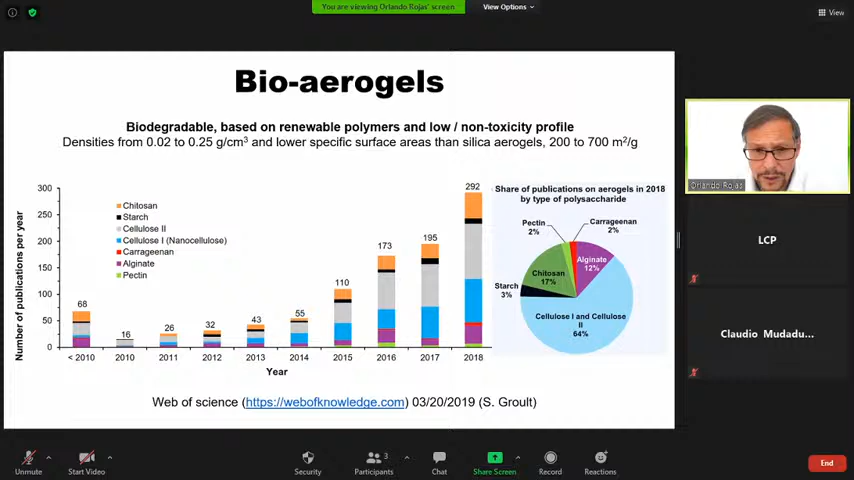 You are viewing Orlando Rojas' screen
View Options
View
Bio-aerogels
Biodegradable, based on renewable polymers and low / non-toxicity profile
Densities from 0.02 to 0.25 g/cm³ and lower specific surface areas than silica aerogels, 200 to 700 m²/g
Number of publications per year
300
250
200
150
100
50
0
Chitosan
Starch
Cellulose II
Cellulose I (Nanocellulose)
Carrageenan
Alginate
Pectin
68
16
26
32
43
55
110
173
195
292
< 2010
2010
2011
2012
2013
2014
2015
2016
2017
2018
Year
Share of publications on aerogels in 2018
by type of polysaccharide
Pectin
2%
Carrageenan
2%
Alginate
12%
Chitosan
17%
Starch
3%
Cellulose I and Cellulose
II
64%
Web of science (https://webofknowledge.com) 03/20/2019 (S. Groult)
Orlando Rojas
LCP
Claudio Mudadu...
Unmute
Start Video
Security
3
Participants
Chat
Share Screen
Record
Reactions
End